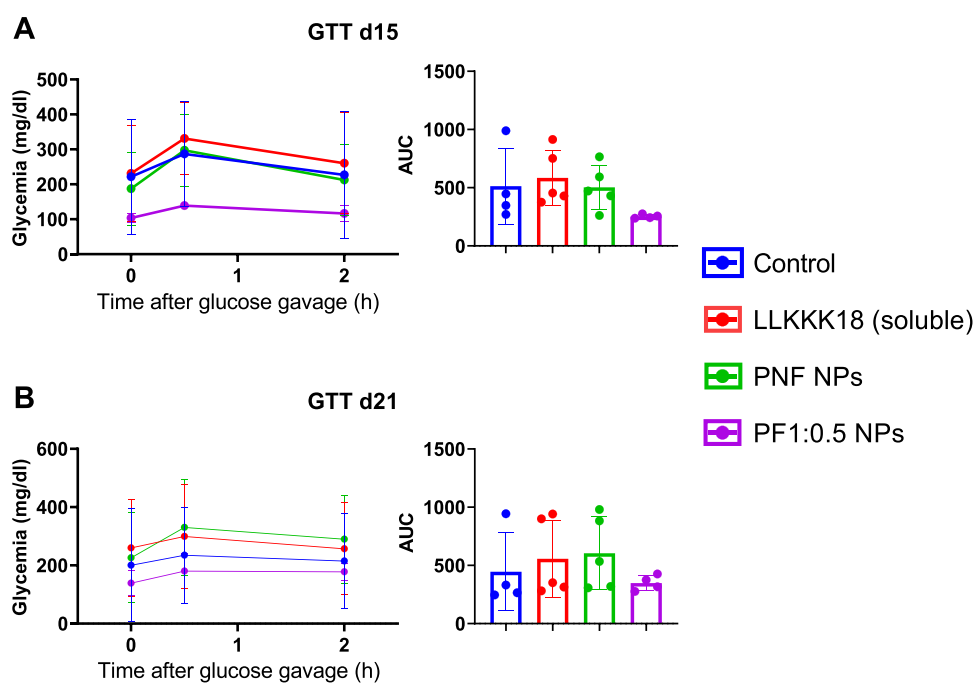 A
GTT d15
Glycemia (mg/dl)
500
400
300
200
100
0
0 1 2
Time after glucose gavage (h)
AUC
1500
1000
500
0
Control
LLKKK18 (soluble)
PNF NPs
PF1:0.5 NPs
B
GTT d21
Glycemia (mg/dl)
600
400
200
0
0 1 2
Time after glucose gavage (h)
AUC
1500
1000
500
0